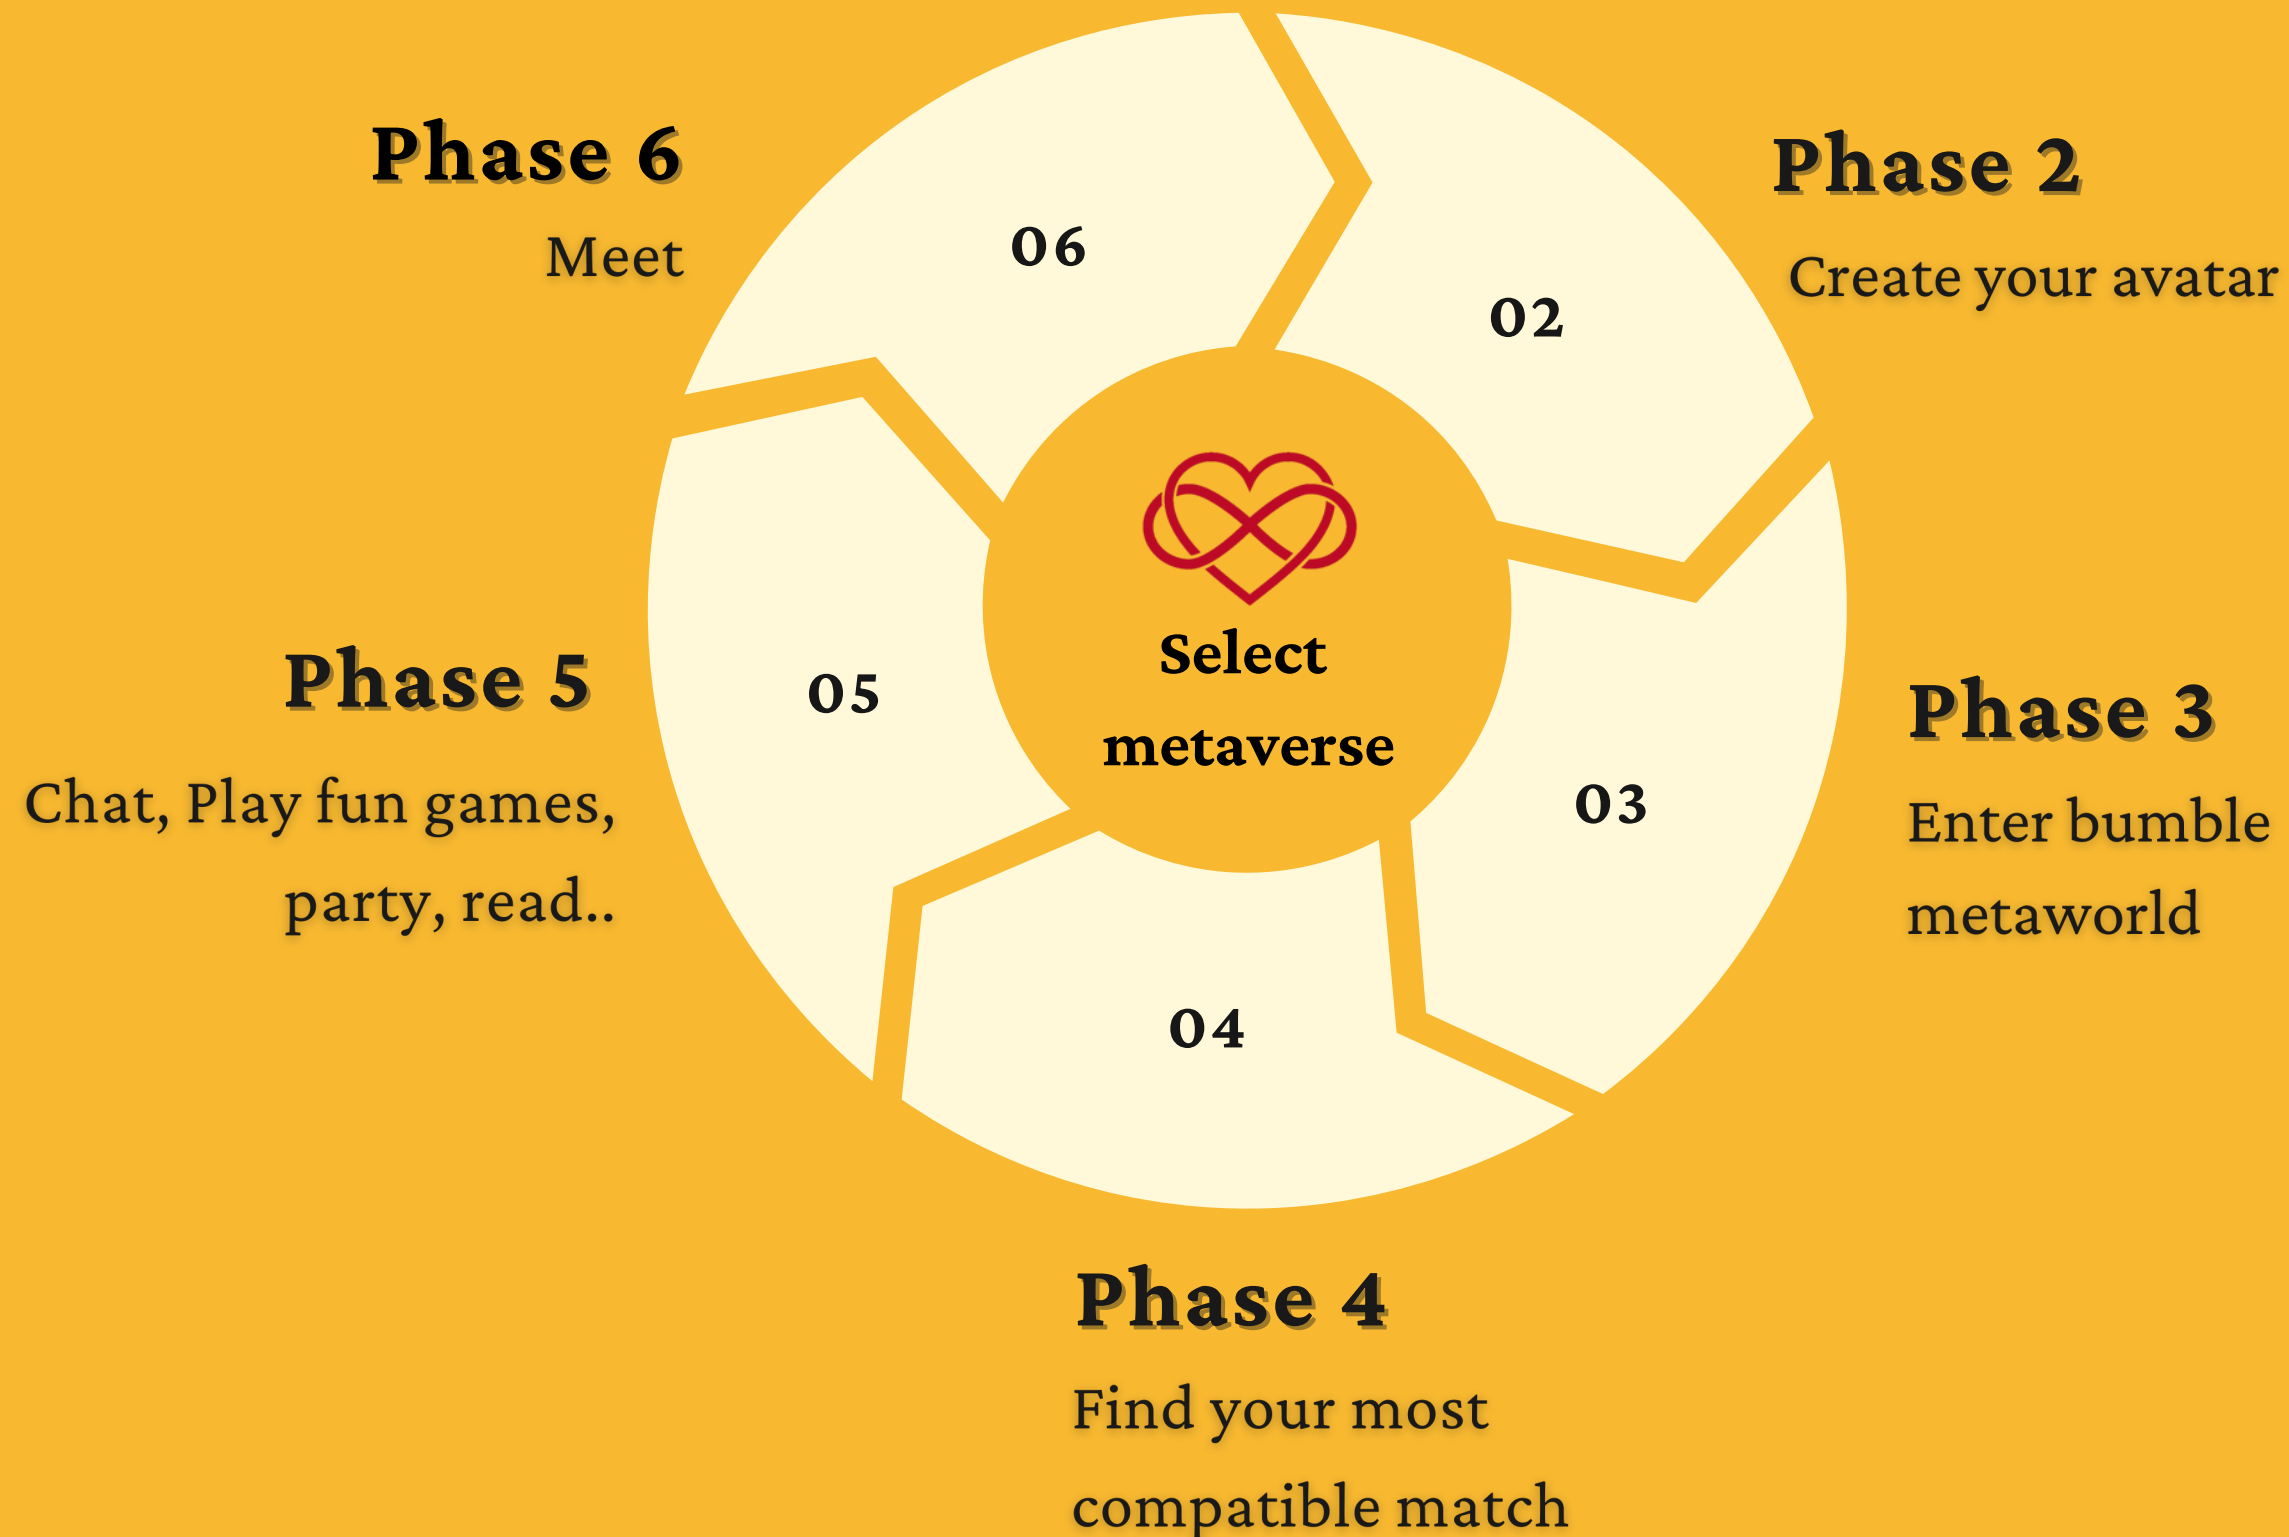 Phase 6
Meet
06
Phase 2
Create your avatar
02
Select
metaverse
Phase 5
Chat, Play fun games,
party, read..
05
Phase 3
Enter bumble
metaworld
03
04
Phase 4
Find your most
compatible match